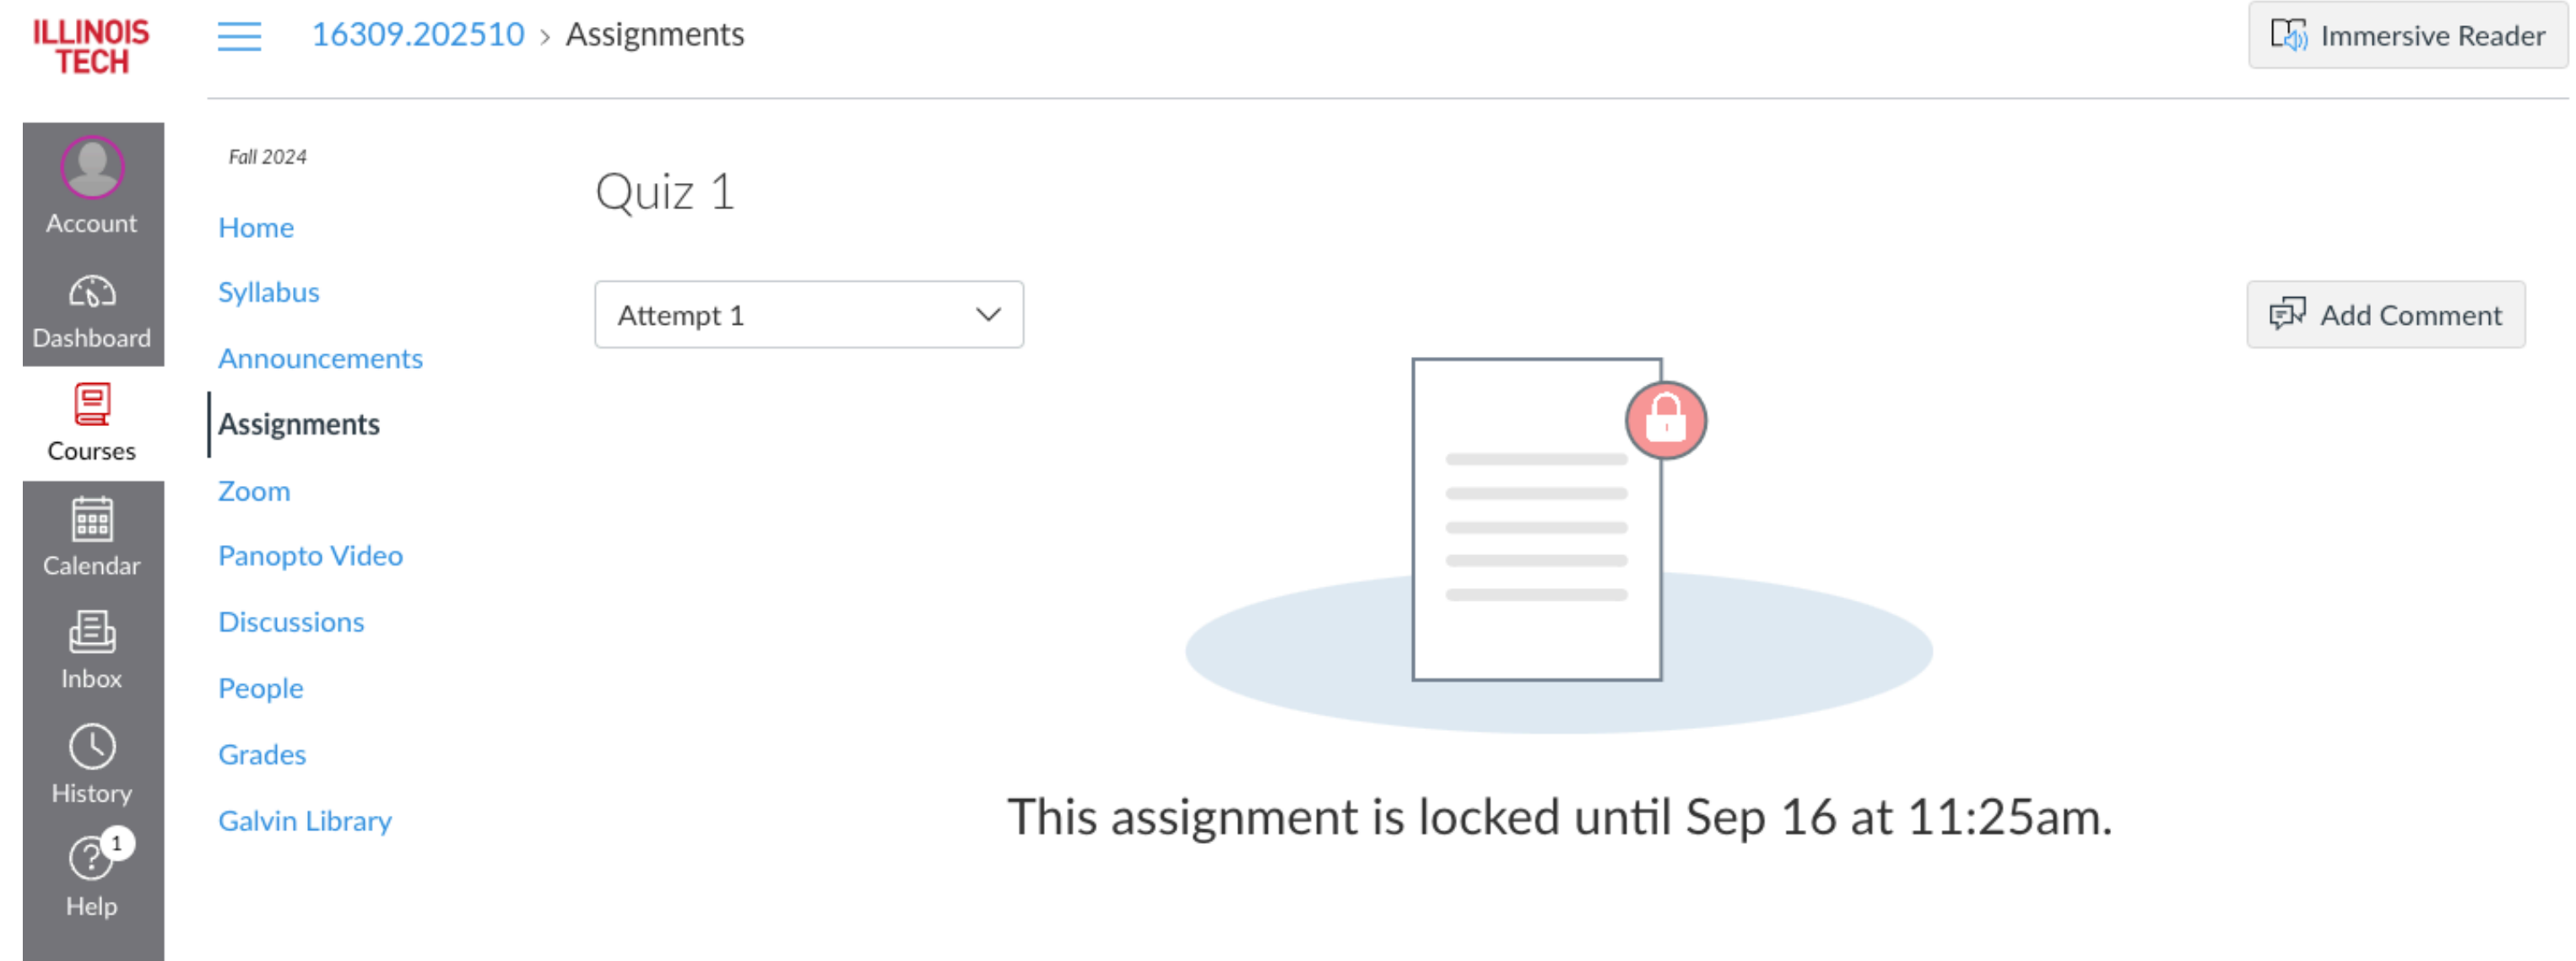 ILLINOIS
TECH
16309.202510 › Assignments
Immersive Reader
Account
Dashboard
Courses
Calendar
Inbox
History
1
Help
Fall 2024
Home
Syllabus
Announcements
Assignments
Zoom
Panopto Video
Discussions
People
Grades
Galvin Library
Quiz 1
Attempt 1
Add Comment
This assignment is locked until Sep 16 at 11:25am.